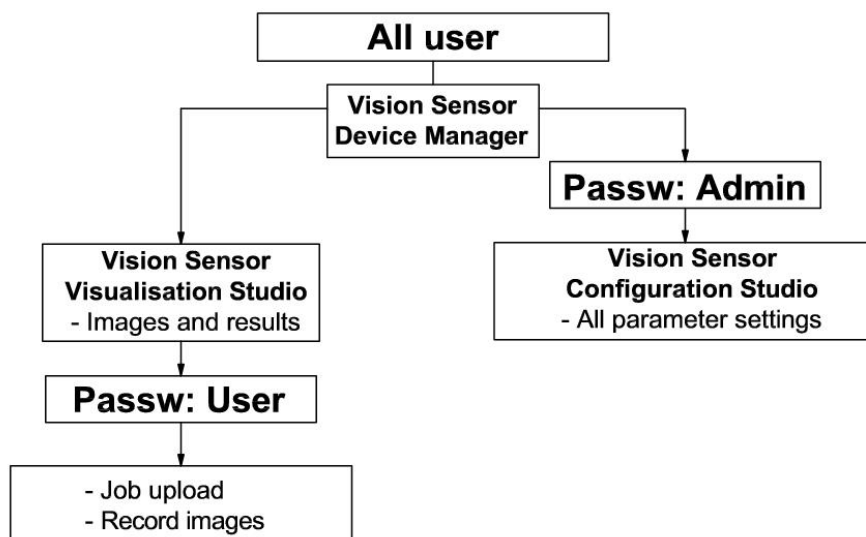 All user
Vision Sensor
Device Manager
Passw: Admin
Vision Sensor
Visualisation Studio
- Images and results
Vision Sensor
Configuration Studio
- All parameter settings
Passw: User
- Job upload
- Record images